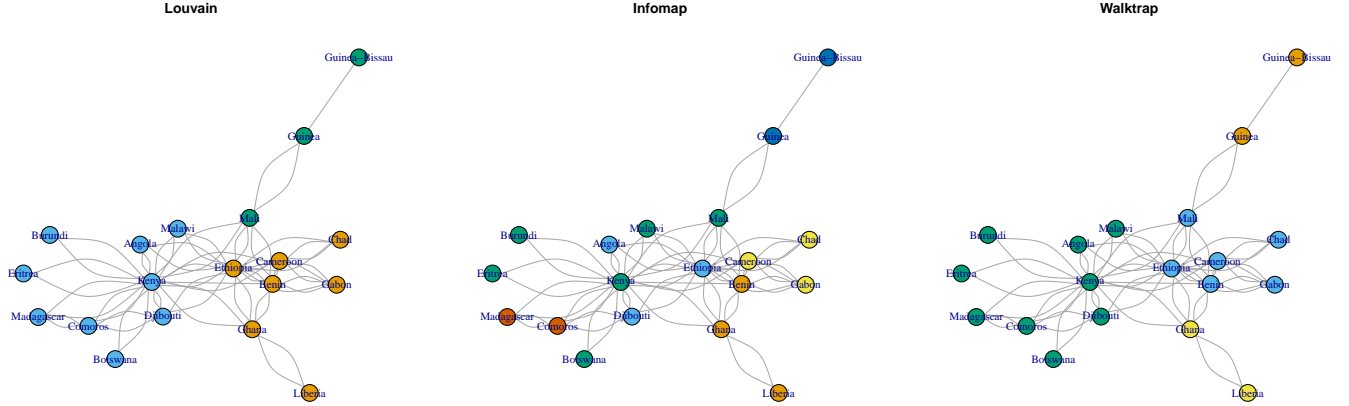 Louvain
Guinea-Bissau
Guinea
Mali
Malawi
Burundi
Angola
Chad
Cameroon
Ethiopia
Eritrea
Kenya
Benin
Gabon
Madagascar
Comoros
Djibouti
Ghana
Botswana
Liberia
Infomap
Guinea-Bissau
Guinea
Mali
Malawi
Burundi
Angola
Chad
Cameroon
Ethiopia
Eritrea
Kenya
Benin
Gabon
Madagascar
Comoros
Djibouti
Ghana
Botswana
Liberia
Walktrap
Guinea-Bissau
Guinea
Mali
Malawi
Burundi
Angola
Chad
Cameroon
Ethiopia
Eritrea
Kenya
Benin
Gabon
Madagascar
Comoros
Djibouti
Ghana
Botswana
Liberia